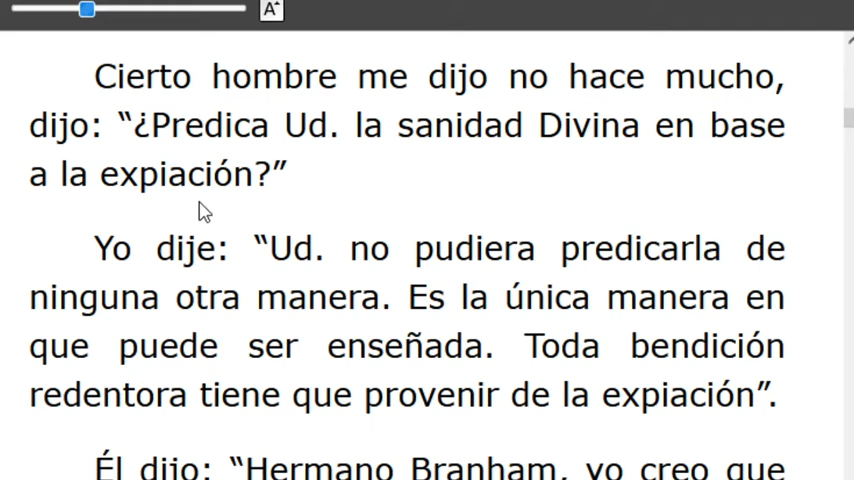 A
Cierto hombre me dijo no hace mucho,
dijo: “¿Predica Ud. la sanidad Divina en base
a la expiación?”
Yo dije: “Ud. no pudiera predicarla de
ninguna otra manera. Es la única manera en
que puede ser enseñada. Toda bendición
redentora tiene que provenir de la expiación”.
Él dijo: “Hermano Branham, yo creo que